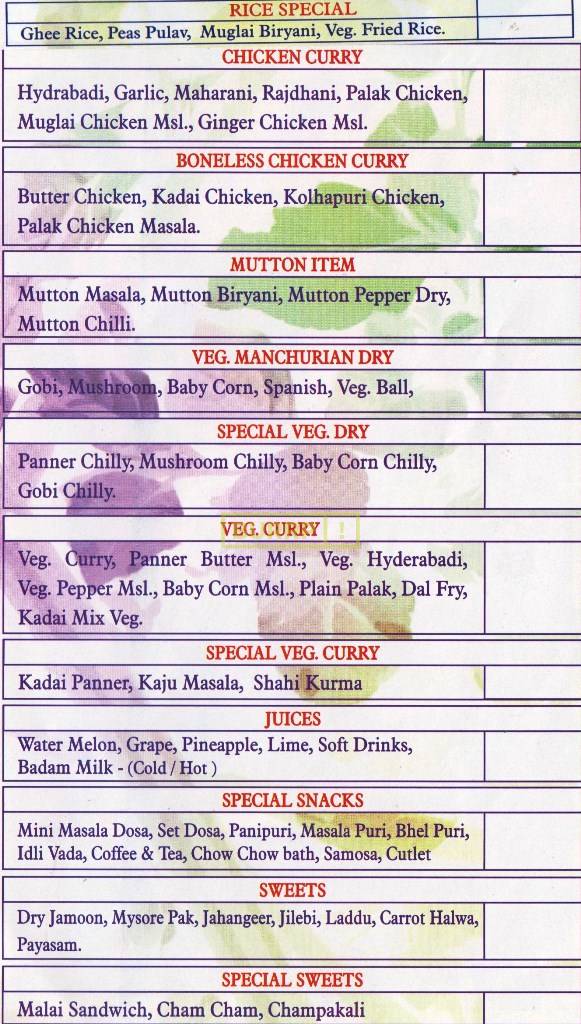 RICE SPECIAL
Ghee Rice, Peas Pulav, Muglai Biryani, Veg. Fried Rice.
CHICKEN CURRY
Hydrabadi, Garlic, Maharani, Rajdhani, Palak Chicken,
Muglai Chicken Msl., Ginger Chicken Msl.
BONELESS CHICKEN CURRY
Butter Chicken, Kadai Chicken, Kolhapuri Chicken,
Palak Chicken Masala.
MUTTON ITEM
Mutton Masala, Mutton Biryani, Mutton Pepper Dry,
Mutton Chilli.
VEG. MANCHURIAN DRY
Gobi, Mushroom, Baby Corn, Spanish, Veg. Ball,
SPECIAL VEG. DRY
Panner Chilly, Mushroom Chilly, Baby Corn Chilly,
Gobi Chilly.
VEG. CURRY
Veg. Curry, Panner Butter Msl., Veg. Hyderabadi,
Veg. Pepper Msl., Baby Corn Msl., Plain Palak, Dal Fry,
Kadai Mix Veg.
SPECIAL VEG. CURRY
Kadai Panner, Kaju Masala, Shahi Kurma
JUICES
Water Melon, Grape, Pineapple, Lime, Soft Drinks,
Badam Milk - (Cold / Hot )
SPECIAL SNACKS
Mini Masala Dosa, Set Dosa, Panipuri, Masala Puri, Bhel Puri,
Idli Vada, Coffee & Tea, Chow Chow bath, Samosa, Cutlet
SWEETS
Dry Jamoon, Mysore Pak, Jahangeer, Jilebi, Laddu, Carrot Halwa,
Payasam.
SPECIAL SWEETS
Malai Sandwich, Cham Cham, Champakali